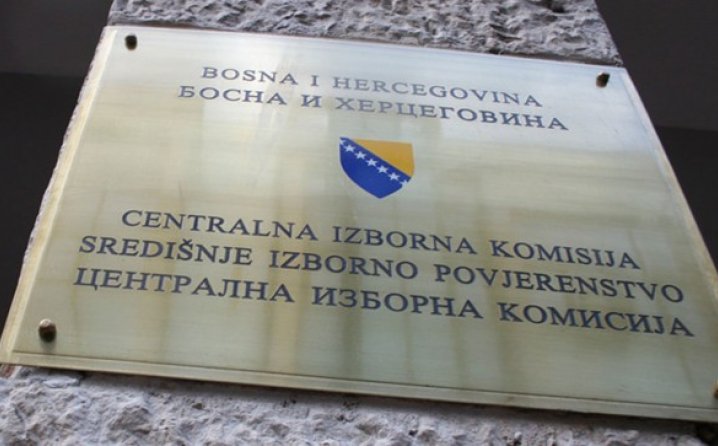 BOSNA I HERCEGOVINA
БОСНА И ХЕРЦЕГОВИНА
CENTRALNA IZBORNA KOMISIJA
SREDIŠNJE IZBORNO POVJERENSTVO
ЦЕНТРАЛНА ИЗБОРНА КОМИСИЈА